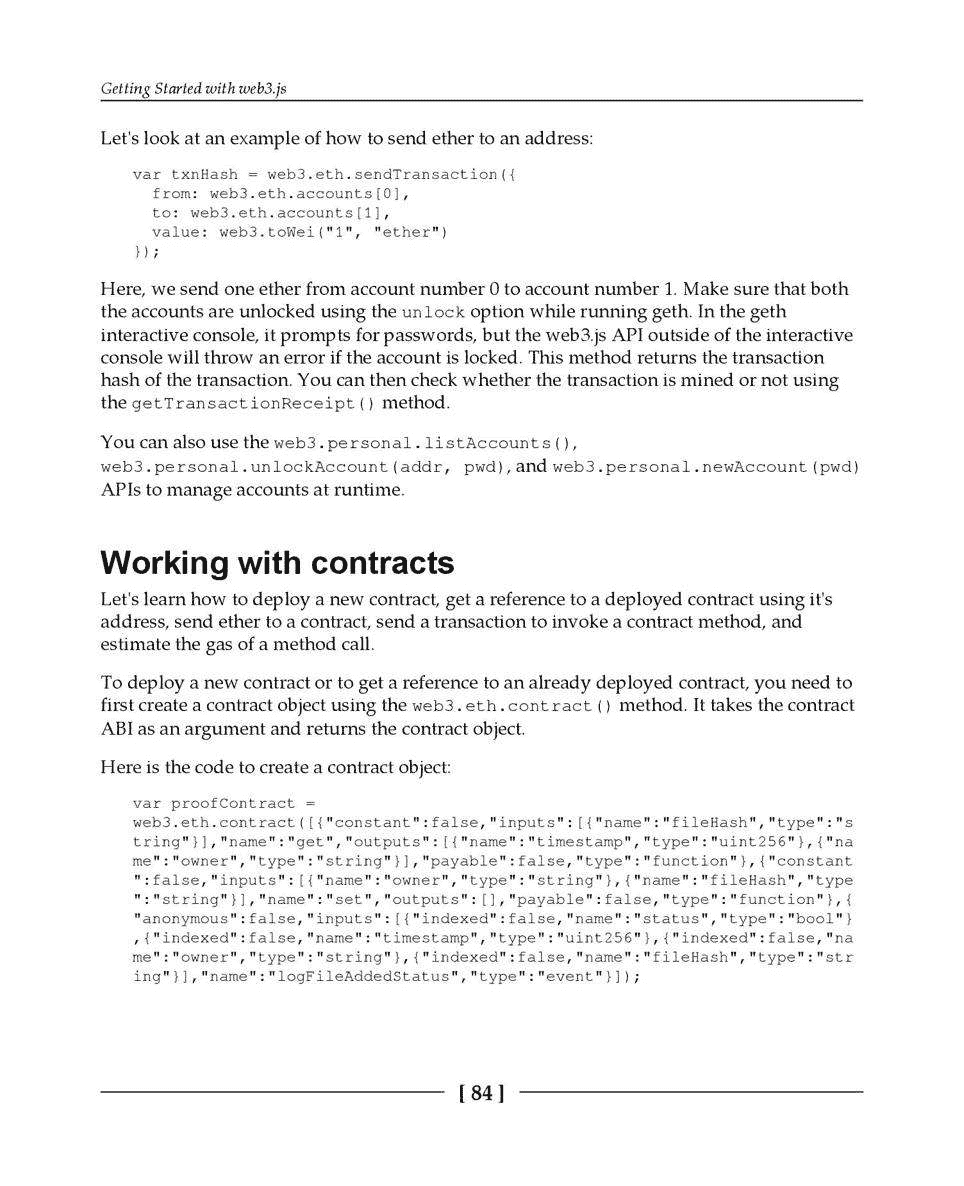 Getting Started with web3.js
Let's look at an example of how to send ether to an address:
var txnHash = web3.eth.sendTransaction({
  from: web3.eth.accounts[0],
  to: web3.eth.accounts[1],
  value: web3.toWei("1", "ether")
});
Here, we send one ether from account number 0 to account number 1. Make sure that both
the accounts are unlocked using the unlock option while running geth. In the geth
interactive console, it prompts for passwords, but the web3.js API outside of the interactive
console will throw an error if the account is locked. This method returns the transaction
hash of the transaction. You can then check whether the transaction is mined or not using
the getTransactionReceipt() method.
You can also use the web3.personal.listAccounts(),
web3.personal.unlockAccount(addr, pwd), and web3.personal.newAccount(pwd)
APIs to manage accounts at runtime.
Working with contracts
Let's learn how to deploy a new contract, get a reference to a deployed contract using it's
address, send ether to a contract, send a transaction to invoke a contract method, and
estimate the gas of a method call.
To deploy a new contract or to get a reference to an already deployed contract, you need to
first create a contract object using the web3.eth.contract() method. It takes the contract
ABI as an argument and returns the contract object.
Here is the code to create a contract object:
var proofContract =
web3.eth.contract([{"constant":false,"inputs":[{"name":"fileHash","type":"s
tring"}],"name":"get","outputs":[{"name":"timestamp","type":"uint256"},{"na
me":"owner","type":"string"}],"payable":false,"type":"function"},{"constant
":false,"inputs":[{"name":"owner","type":"string"},{"name":"fileHash","type
":"string"}],"name":"set","outputs":[],"payable":false,"type":"function"},{
"anonymous":false,"inputs":[{"indexed":false,"name":"status","type":"bool"}
,{"indexed":false,"name":"timestamp","type":"uint256"},{"indexed":false,"na
me":"owner","type":"string"},{"indexed":false,"name":"fileHash","type":"str
ing"}],"name":"logFileAddedStatus","type":"event"}]);
[ 84 ]